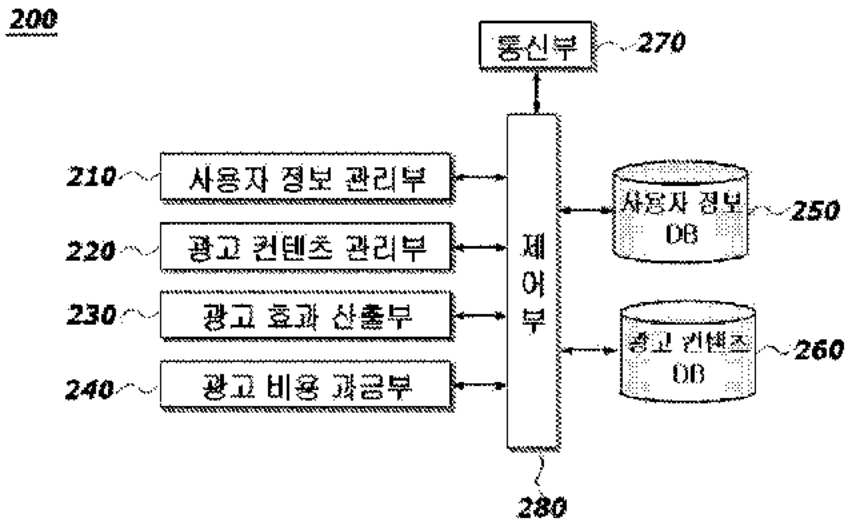 200
통신부
270
210
사용자 정보 관리부
220
광고 컨텐츠 관리부
230
광고 효과 산출부
240
광고 비용 과금부
제어부
280
사용자 정보
DB
250
광고 컨텐츠
DB
260